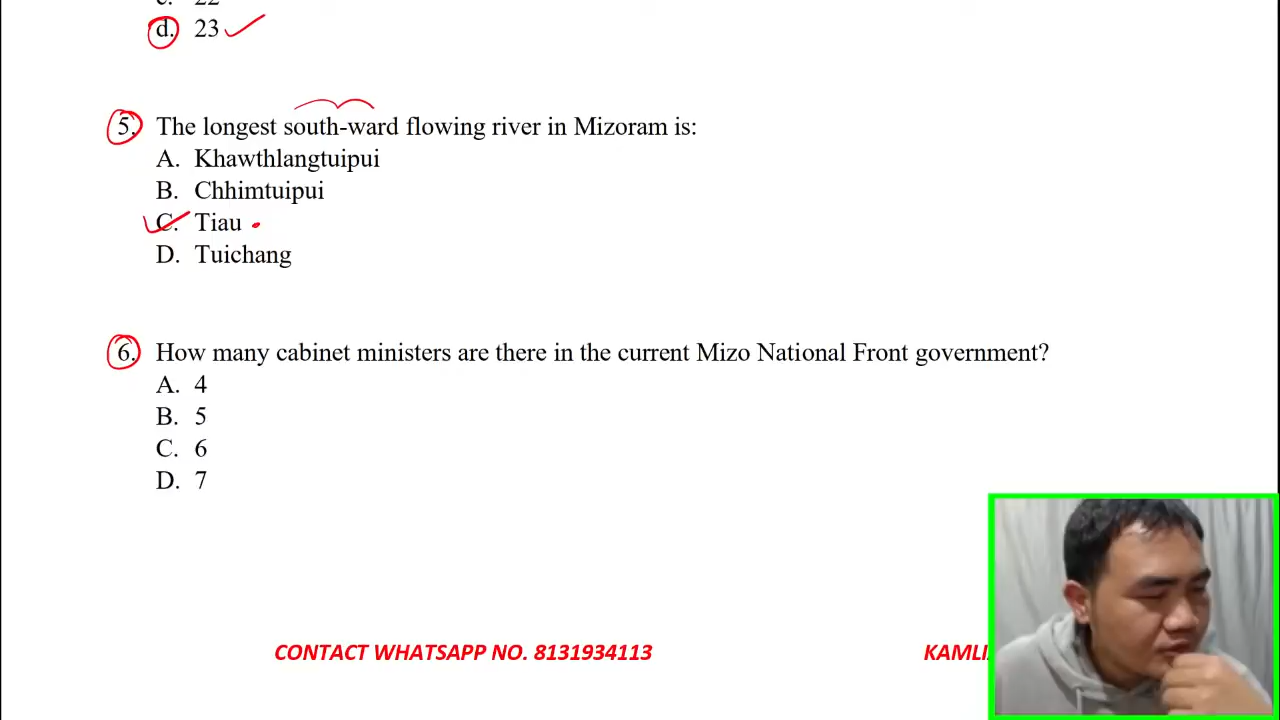 d. 23
5. The longest south-ward flowing river in Mizoram is:
A. Khawthlangtuipui
B. Chhimtuipui
C. Tiau
D. Tuichang
6. How many cabinet ministers are there in the current Mizo National Front government?
A. 4
B. 5
C. 6
D. 7
CONTACT WHATSAPP NO. 8131934113